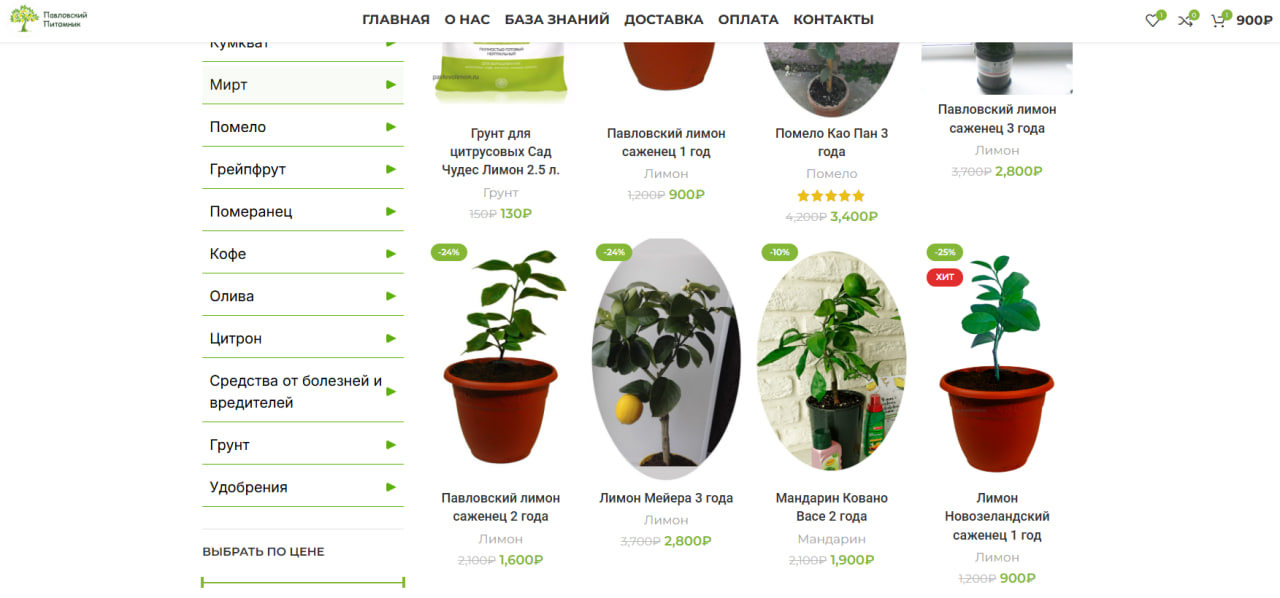 Павловский
Питомник
ГЛАВНАЯ О НАС БАЗА ЗНАНИЙ ДОСТАВКА ОПЛАТА КОНТАКТЫ
1 0 1 900₽
Кумкват
Мирт
Помело
Грейпфрут
Померанец
Кофе
Олива
Цитрон
Средства от болезней и
вредителей
Грунт
Удобрения
ВЫБРАТЬ ПО ЦЕНЕ
pavlovolimon.ru
Грунт для
цитрусовых Сад
Чудес Лимон 2.5 л.
Грунт
150₽ 130₽
Павловский лимон
саженец 1 год
Лимон
1,200₽ 900₽
Помело Као Пан 3
года
Помело
4,200₽ 3,400₽
Павловский лимон
саженец 3 года
Лимон
3,700₽ 2,800₽
-24%
Павловский лимон
саженец 2 года
Лимон
2,100₽ 1,600₽
-24%
Лимон Мейера 3 года
Лимон
3,700₽ 2,800₽
-10%
Мандарин Ковано
Васе 2 года
Мандарин
2,100₽ 1,900₽
-25%
ХИТ
Лимон
Новозеландский
саженец 1 год
Лимон
1,200₽ 900₽